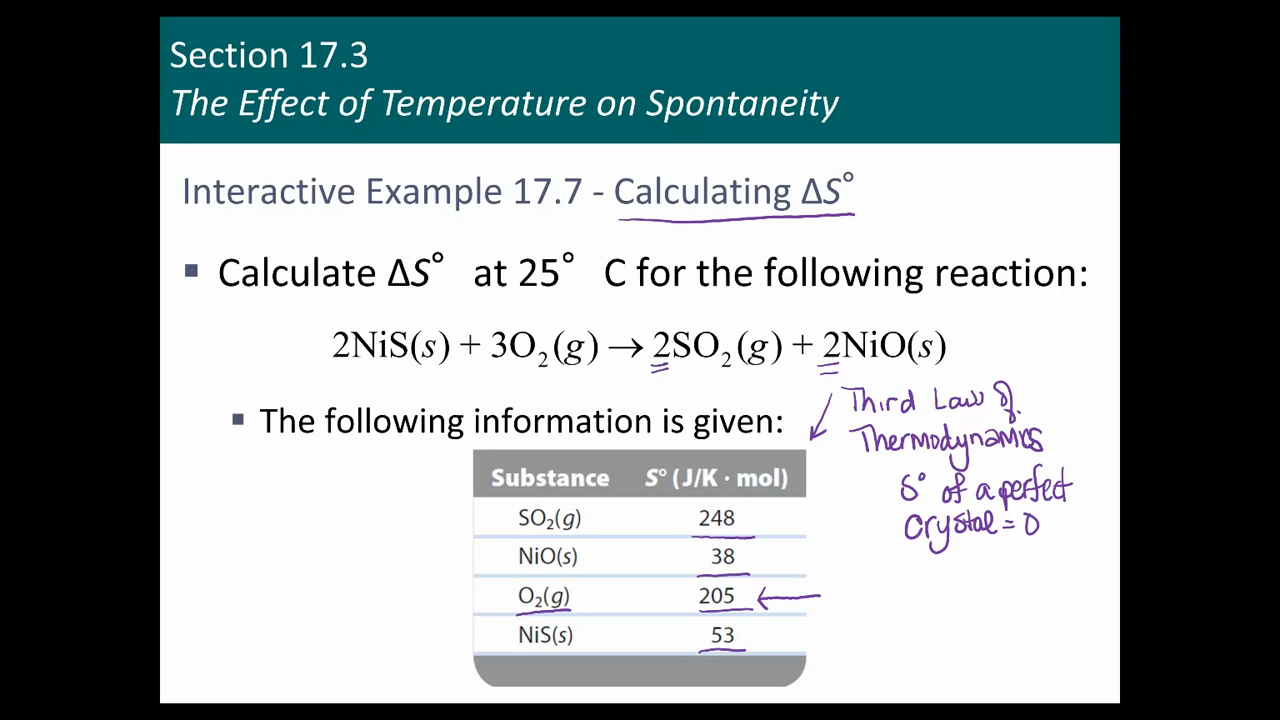 Section 17.3
The Effect of Temperature on Spontaneity
Interactive Example 17.7 - Calculating ΔS°
▪ Calculate ΔS° at 25° C for the following reaction:
2NiS(s) + 3O₂(g) → 2SO₂(g) + 2NiO(s)
▪ The following information is given:
Third Law of
Thermodynamics
S° of a perfect
crystal = 0
Substance S° (J/K · mol)
SO₂(g) 248
NiO(s) 38
O₂(g) 205
NiS(s) 53